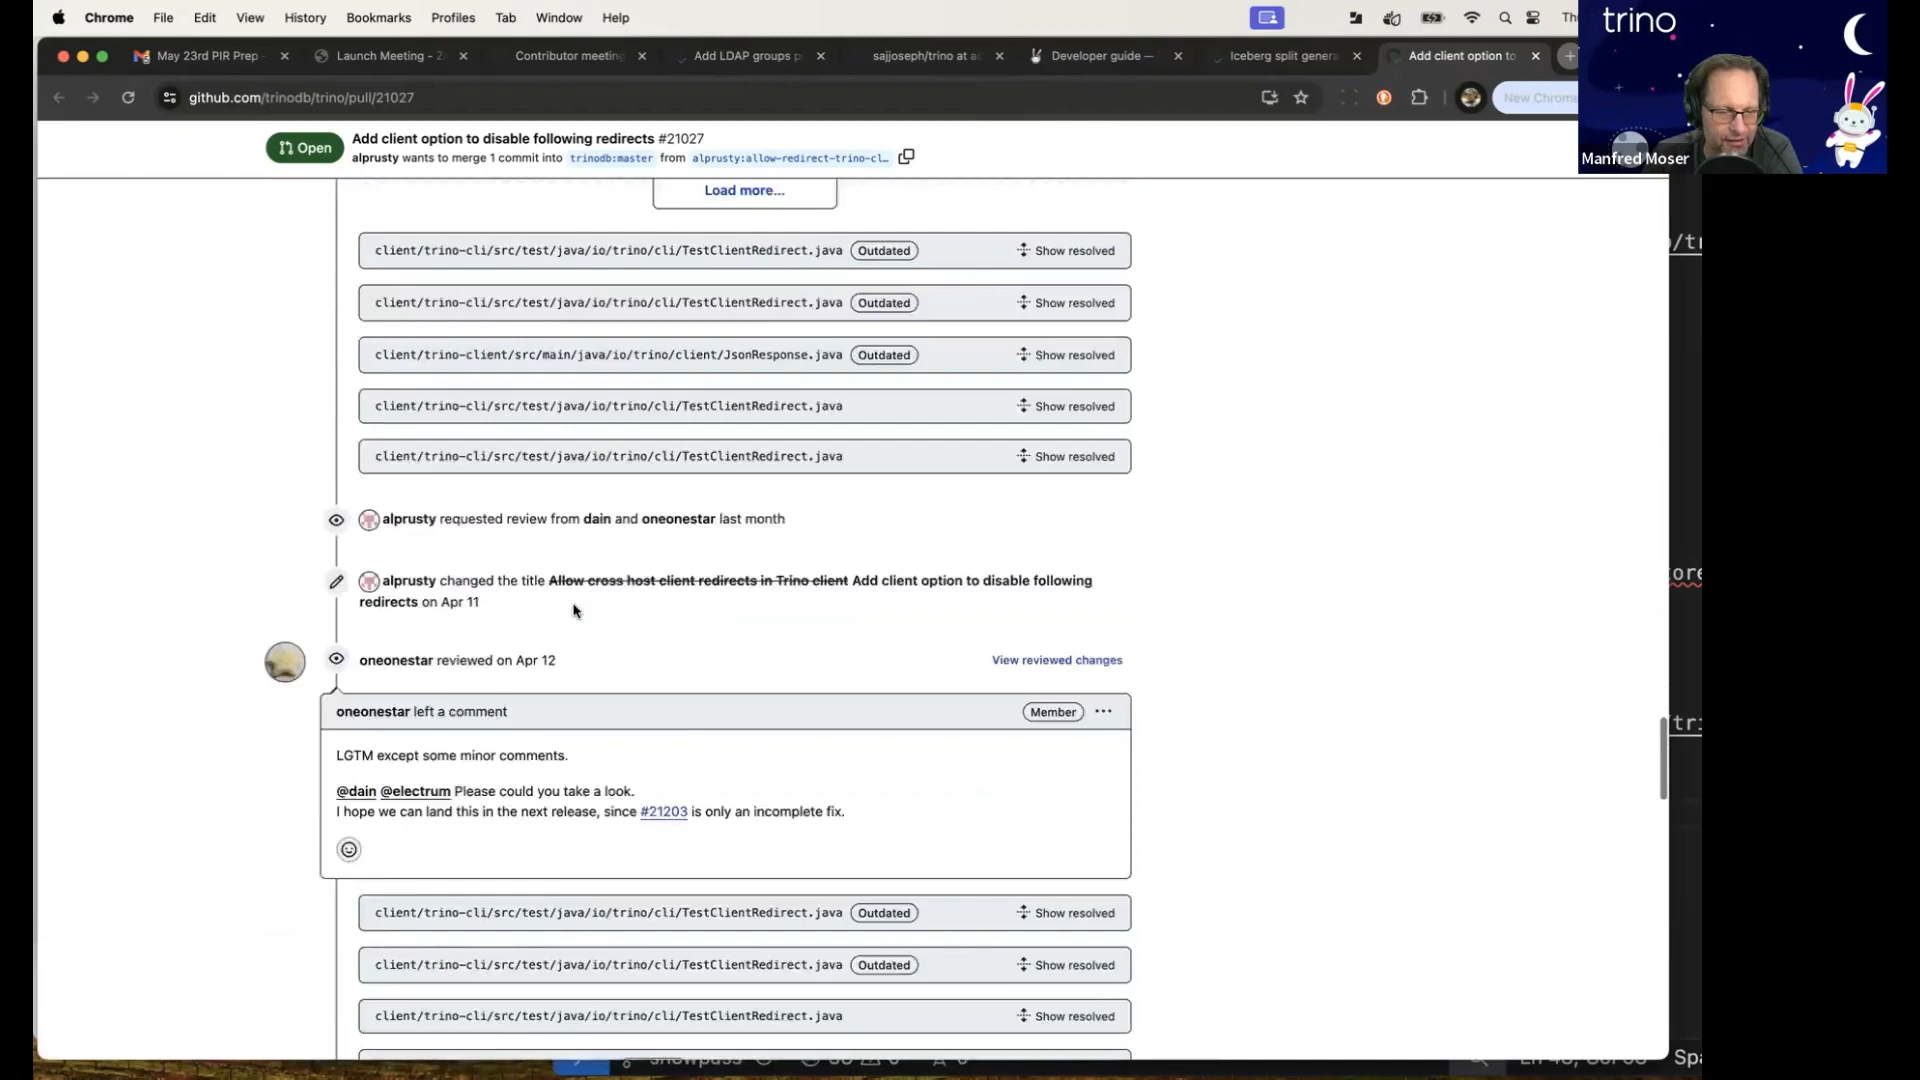 Chrome File Edit View History Bookmarks Profiles Tab Window Help
trino
Manfred Moser
May 23rd PIR Prep - Launch Meeting - Z Contributor meeting Add LDAP groups p sajjoseph/trino at ad Developer guide — Iceberg split genera Add client option to
github.com/trinodb/trino/pull/21027
New Chrom
Open
Add client option to disable following redirects #21027
alprusty wants to merge 1 commit into trinodb:master from alprusty:allow-redirect-trino-cl…
Load more…
client/trino-cli/src/test/java/io/trino/cli/TestClientRedirect.java Outdated Show resolved
client/trino-cli/src/test/java/io/trino/cli/TestClientRedirect.java Outdated Show resolved
client/trino-client/src/main/java/io/trino/client/JsonResponse.java Outdated Show resolved
client/trino-cli/src/test/java/io/trino/cli/TestClientRedirect.java Show resolved
client/trino-cli/src/test/java/io/trino/cli/TestClientRedirect.java Show resolved
alprusty requested review from dain and oneonestar last month
alprusty changed the title Allow cross host client redirects in Trino client Add client option to disable following
redirects on Apr 11
oneonestar reviewed on Apr 12 View reviewed changes
oneonestar left a comment Member
LGTM except some minor comments.
@dain @electrum Please could you take a look.
I hope we can land this in the next release, since #21203 is only an incomplete fix.
client/trino-cli/src/test/java/io/trino/cli/TestClientRedirect.java Outdated Show resolved
client/trino-cli/src/test/java/io/trino/cli/TestClientRedirect.java Outdated Show resolved
client/trino-cli/src/test/java/io/trino/cli/TestClientRedirect.java Show resolved